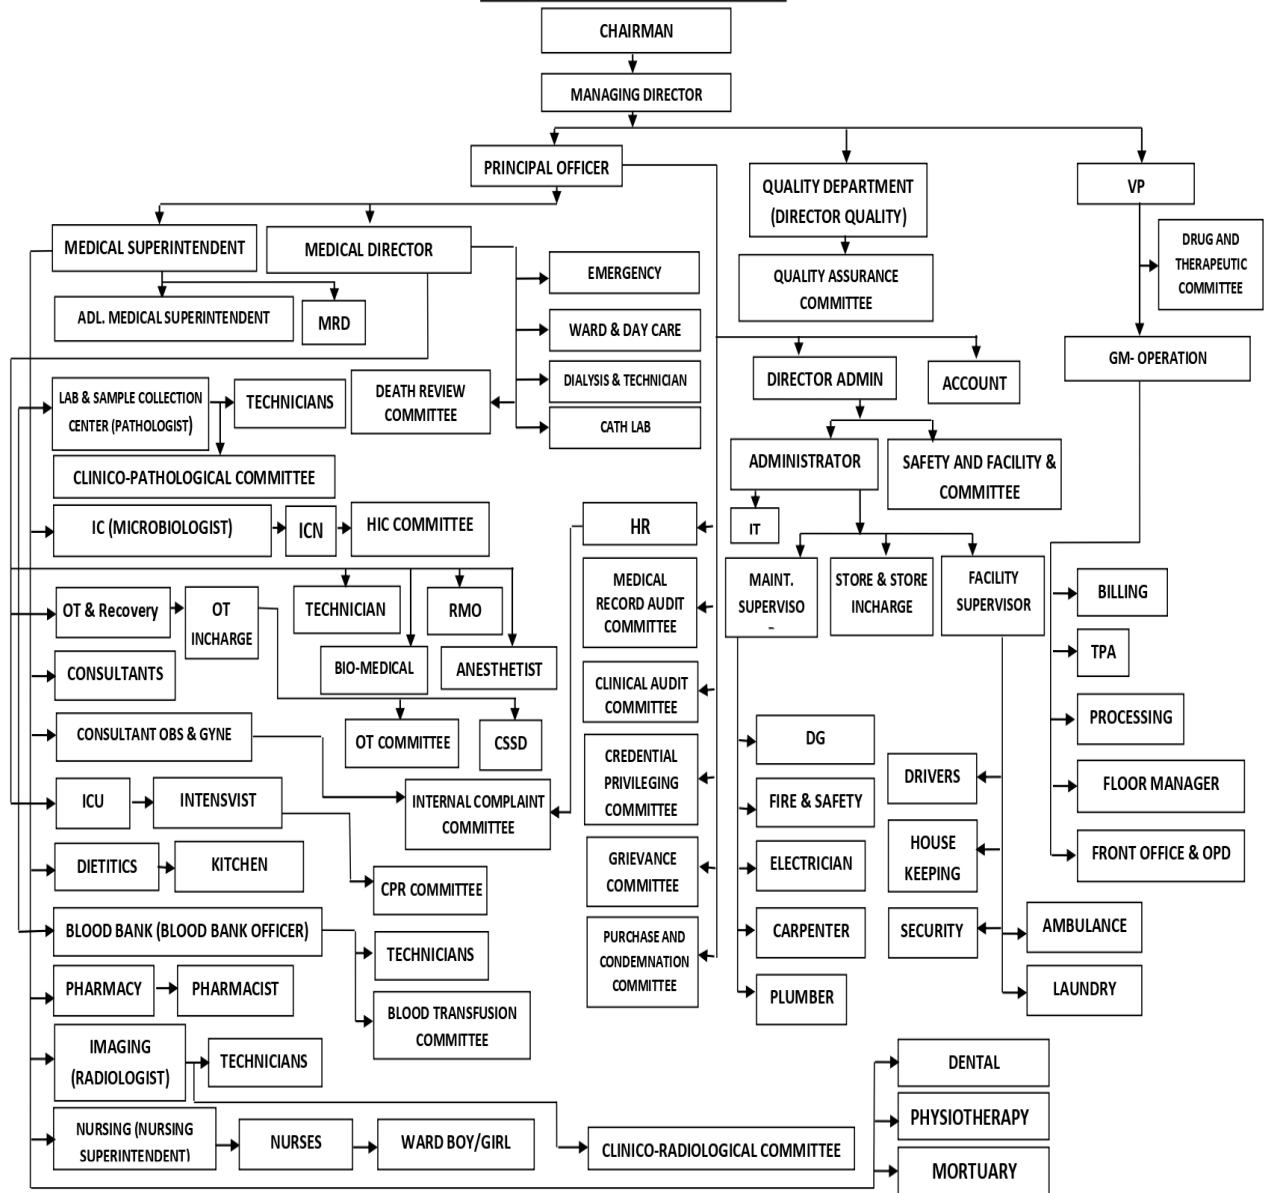 CHAIRMAN
MANAGING DIRECTOR
PRINCIPAL OFFICER
QUALITY DEPARTMENT
(DIRECTOR QUALITY)
VP
MEDICAL SUPERINTENDENT
MEDICAL DIRECTOR
DRUG AND
THERAPEUTIC
COMMITTEE
EMERGENCY
QUALITY ASSURANCE
COMMITTEE
ADL. MEDICAL SUPERINTENDENT
MRD
WARD & DAY CARE
GM- OPERATION
DIRECTOR ADMIN
ACCOUNT
LAB & SAMPLE COLLECTION
CENTER (PATHOLOGIST)
TECHNICIANS
DEATH REVIEW
COMMITTEE
DIALYSIS & TECHNICIAN
CATH LAB
CLINICO-PATHOLOGICAL COMMITTEE
ADMINISTRATOR
SAFETY AND FACILITY &
COMMITTEE
IC (MICROBIOLOGIST)
ICN
HIC COMMITTEE
HR
IT
OT & Recovery
OT
INCHARGE
TECHNICIAN
RMO
MEDICAL
RECORD AUDIT
COMMITTEE
MAINT.
SUPERVISO
STORE & STORE
INCHARGE
FACILITY
SUPERVISOR
BILLING
TPA
CONSULTANTS
BIO-MEDICAL
ANESTHETIST
CLINICAL AUDIT
COMMITTEE
PROCESSING
CONSULTANT OBS & GYNE
OT COMMITTEE
CSSD
CREDENTIAL
PRIVILEGING
COMMITTEE
DG
DRIVERS
FLOOR MANAGER
ICU
INTENSVIST
INTERNAL COMPLAINT
COMMITTEE
FIRE & SAFETY
DIETITICS
KITCHEN
CPR COMMITTEE
GRIEVANCE
COMMITTEE
ELECTRICIAN
HOUSE
KEEPING
FRONT OFFICE & OPD
BLOOD BANK (BLOOD BANK OFFICER)
TECHNICIANS
PURCHASE AND
CONDEMNATION
COMMITTEE
CARPENTER
SECURITY
AMBULANCE
PHARMACY
PHARMACIST
BLOOD TRANSFUSION
COMMITTEE
PLUMBER
LAUNDRY
IMAGING
(RADIOLOGIST)
TECHNICIANS
DENTAL
NURSING (NURSING
SUPERINTENDENT)
NURSES
WARD BOY/GIRL
CLINICO-RADIOLOGICAL COMMITTEE
PHYSIOTHERAPY
MORTUARY